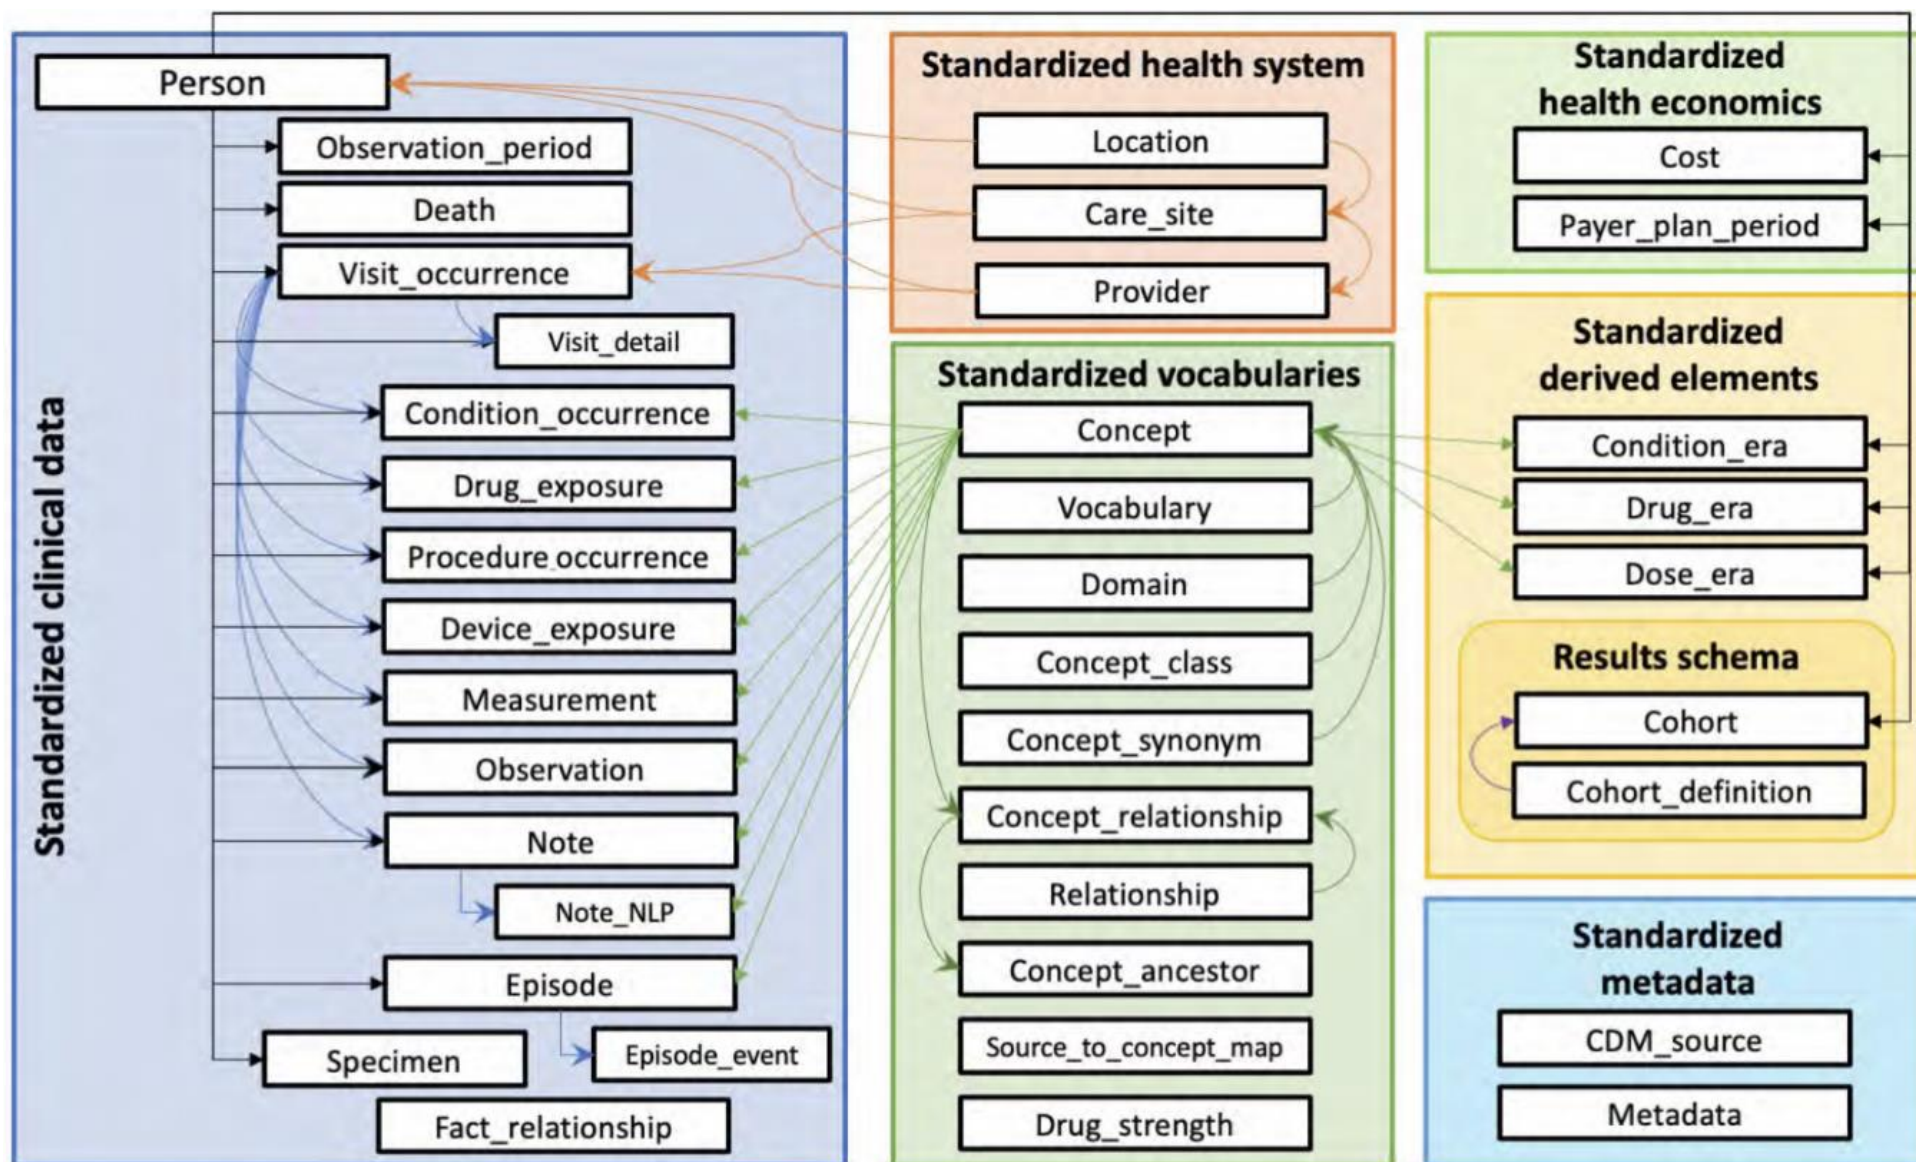 Standardized clinical data
Person
Observation_period
Death
Visit_occurrence
Visit_detail
Condition_occurrence
Drug_exposure
Procedure occurrence
Device_exposure
Measurement
Observation
Note
Note_NLP
Episode
Specimen
Episode_event
Fact_relationship
Standardized health system
Location
Care_site
Provider
Standardized vocabularies
Concept
Vocabulary
Domain
Concept_class
Concept_synonym
Concept_relationship
Relationship
Concept_ancestor
Source_to_concept_map
Drug_strength
Standardized
health economics
Cost
Payer_plan_period
Standardized
derived elements
Condition_era
Drug_era
Dose_era
Results schema
Cohort
Cohort_definition
Standardized
metadata
CDM_source
Metadata